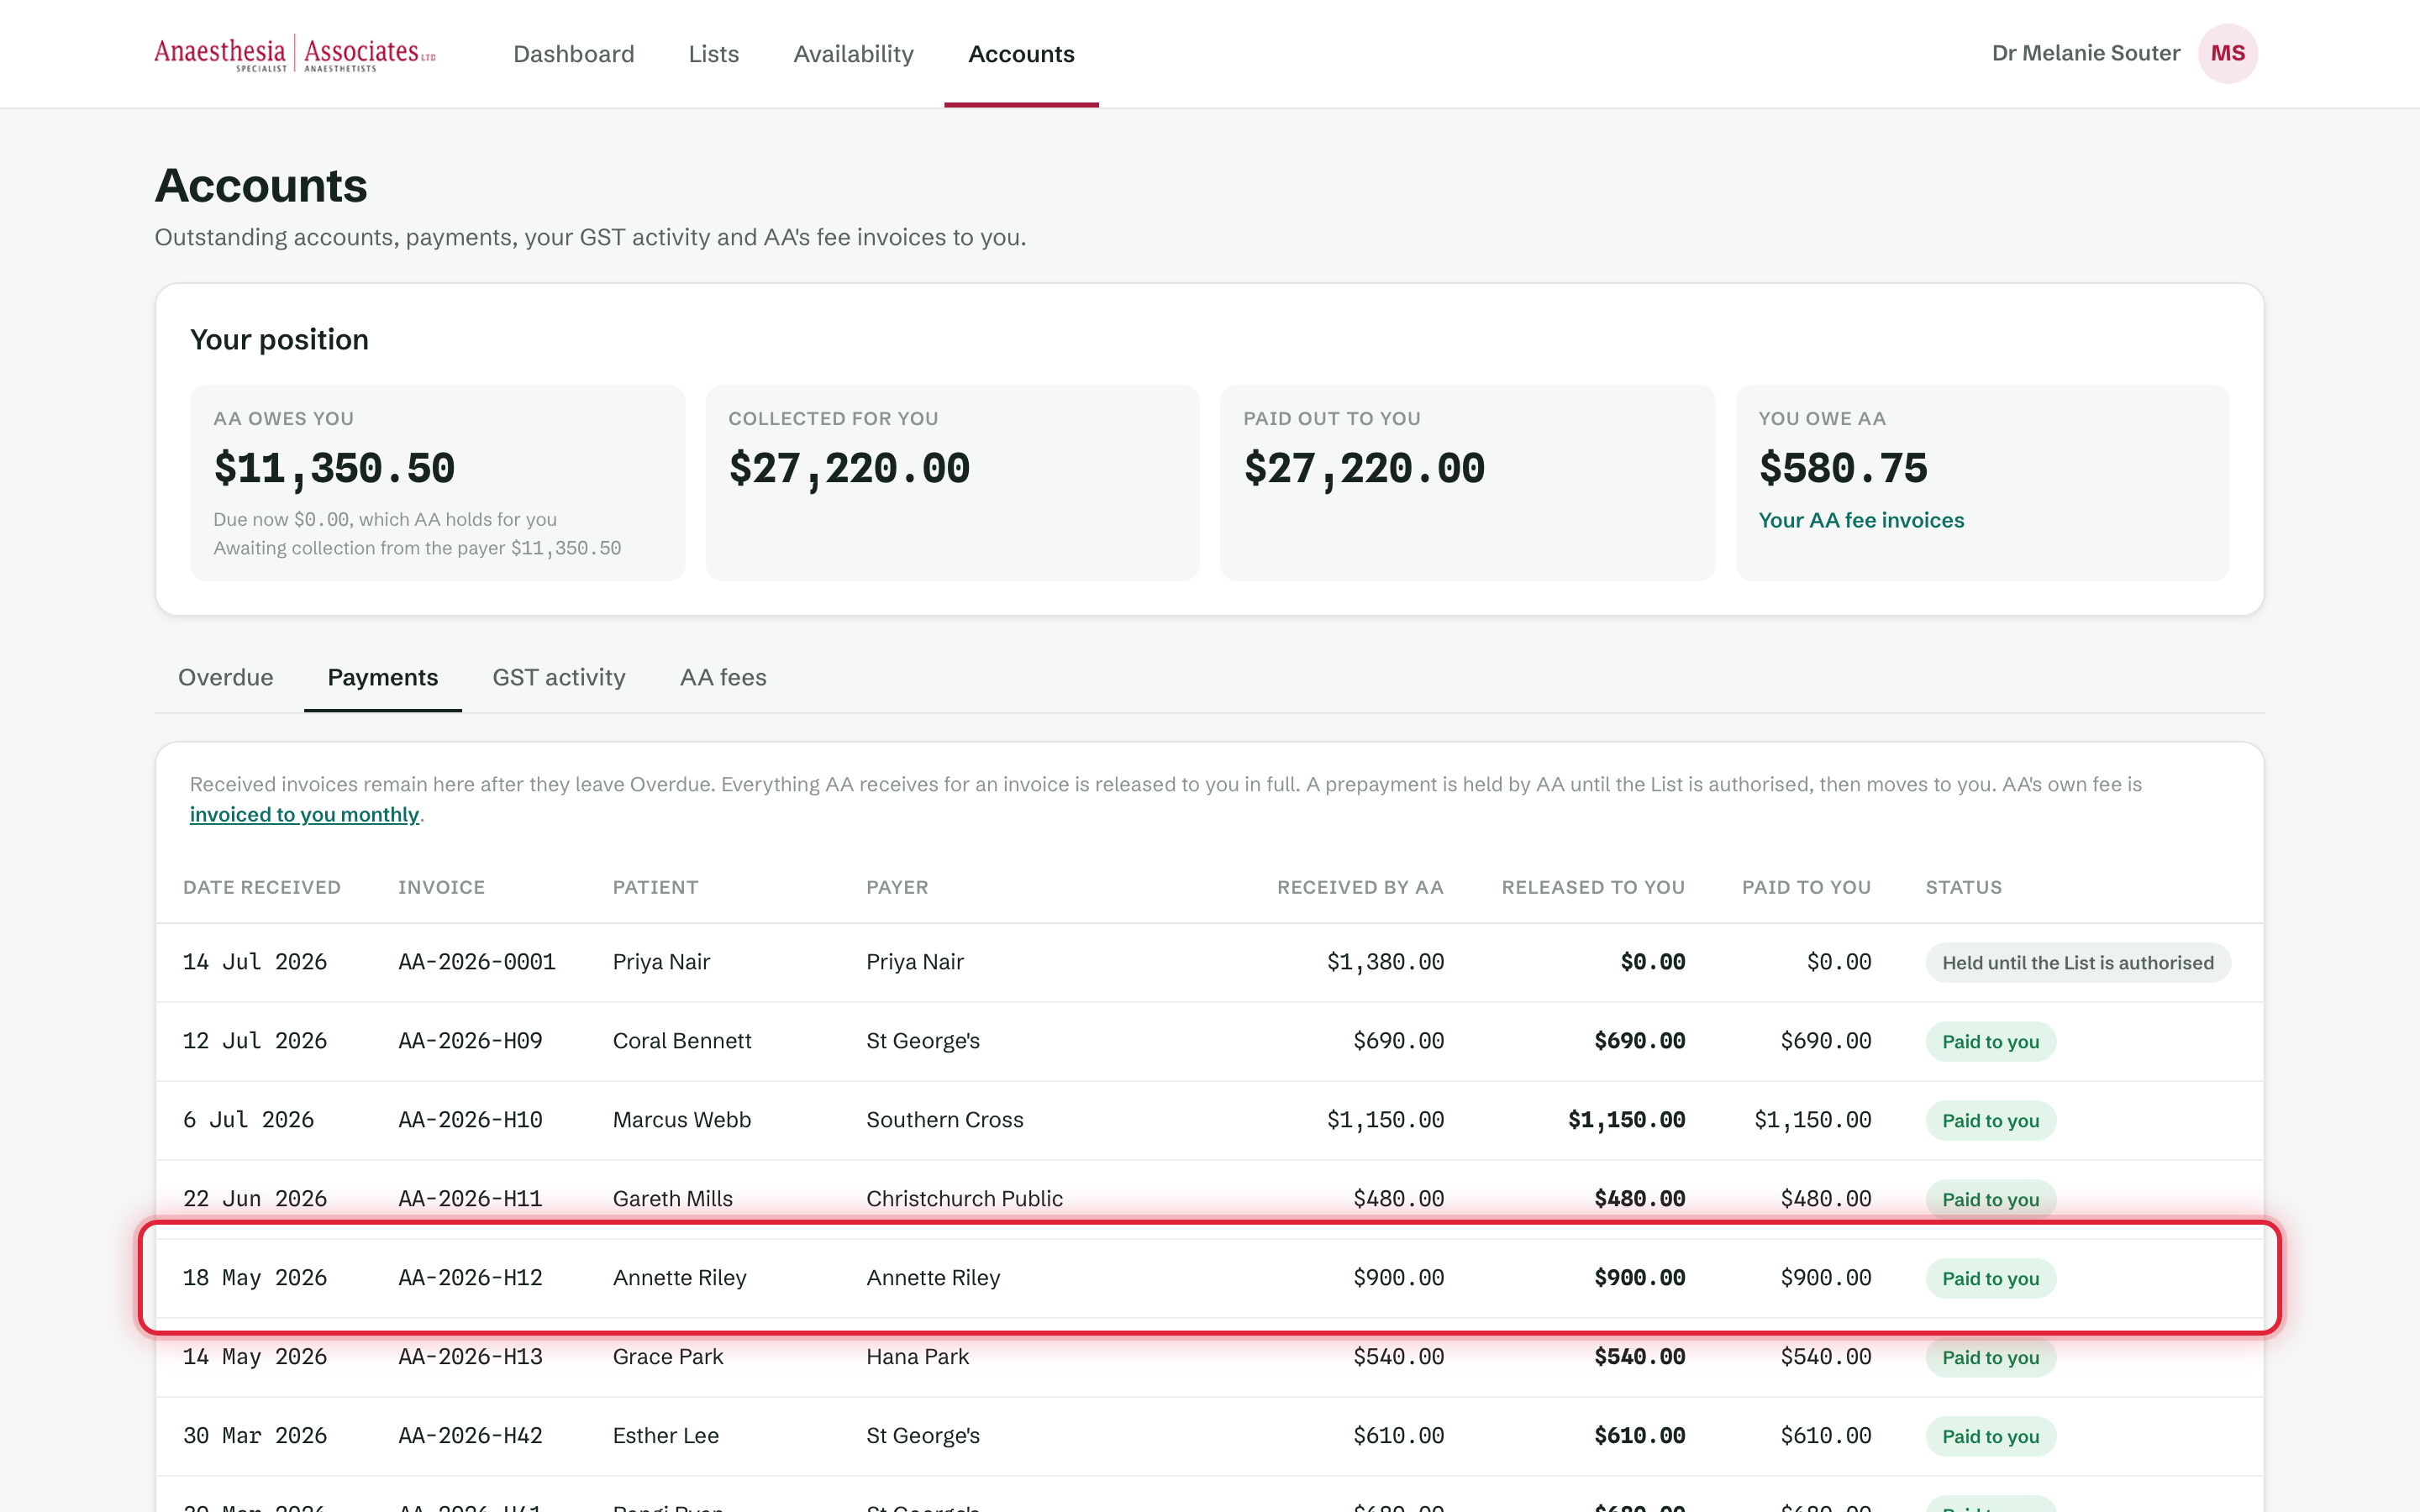 Anaesthesia | Associates LTD
SPECIALIST ANAESTHETISTS
Dashboard
Lists
Availability
Accounts
Dr Melanie Souter
MS
Accounts
Outstanding accounts, payments, your GST activity and AA's fee invoices to you.
Your position
AA OWES YOU
$11,350.50
Due now $0.00, which AA holds for you
Awaiting collection from the payer $11,350.50
COLLECTED FOR YOU
$27,220.00
PAID OUT TO YOU
$27,220.00
YOU OWE AA
$580.75
Your AA fee invoices
Overdue
Payments
GST activity
AA fees
Received invoices remain here after they leave Overdue. Everything AA receives for an invoice is released to you in full. A prepayment is held by AA until the List is authorised, then moves to you. AA's own fee is
invoiced to you monthly.
DATE RECEIVED INVOICE PATIENT PAYER RECEIVED BY AA RELEASED TO YOU PAID TO YOU STATUS
14 Jul 2026 AA-2026-0001 Priya Nair Priya Nair $1,380.00 $0.00 $0.00 Held until the List is authorised
12 Jul 2026 AA-2026-H09 Coral Bennett St George's $690.00 $690.00 $690.00 Paid to you
6 Jul 2026 AA-2026-H10 Marcus Webb Southern Cross $1,150.00 $1,150.00 $1,150.00 Paid to you
22 Jun 2026 AA-2026-H11 Gareth Mills Christchurch Public $480.00 $480.00 $480.00 Paid to you
18 May 2026 AA-2026-H12 Annette Riley Annette Riley $900.00 $900.00 $900.00 Paid to you
14 May 2026 AA-2026-H13 Grace Park Hana Park $540.00 $540.00 $540.00 Paid to you
30 Mar 2026 AA-2026-H42 Esther Lee St George's $610.00 $610.00 $610.00 Paid to you